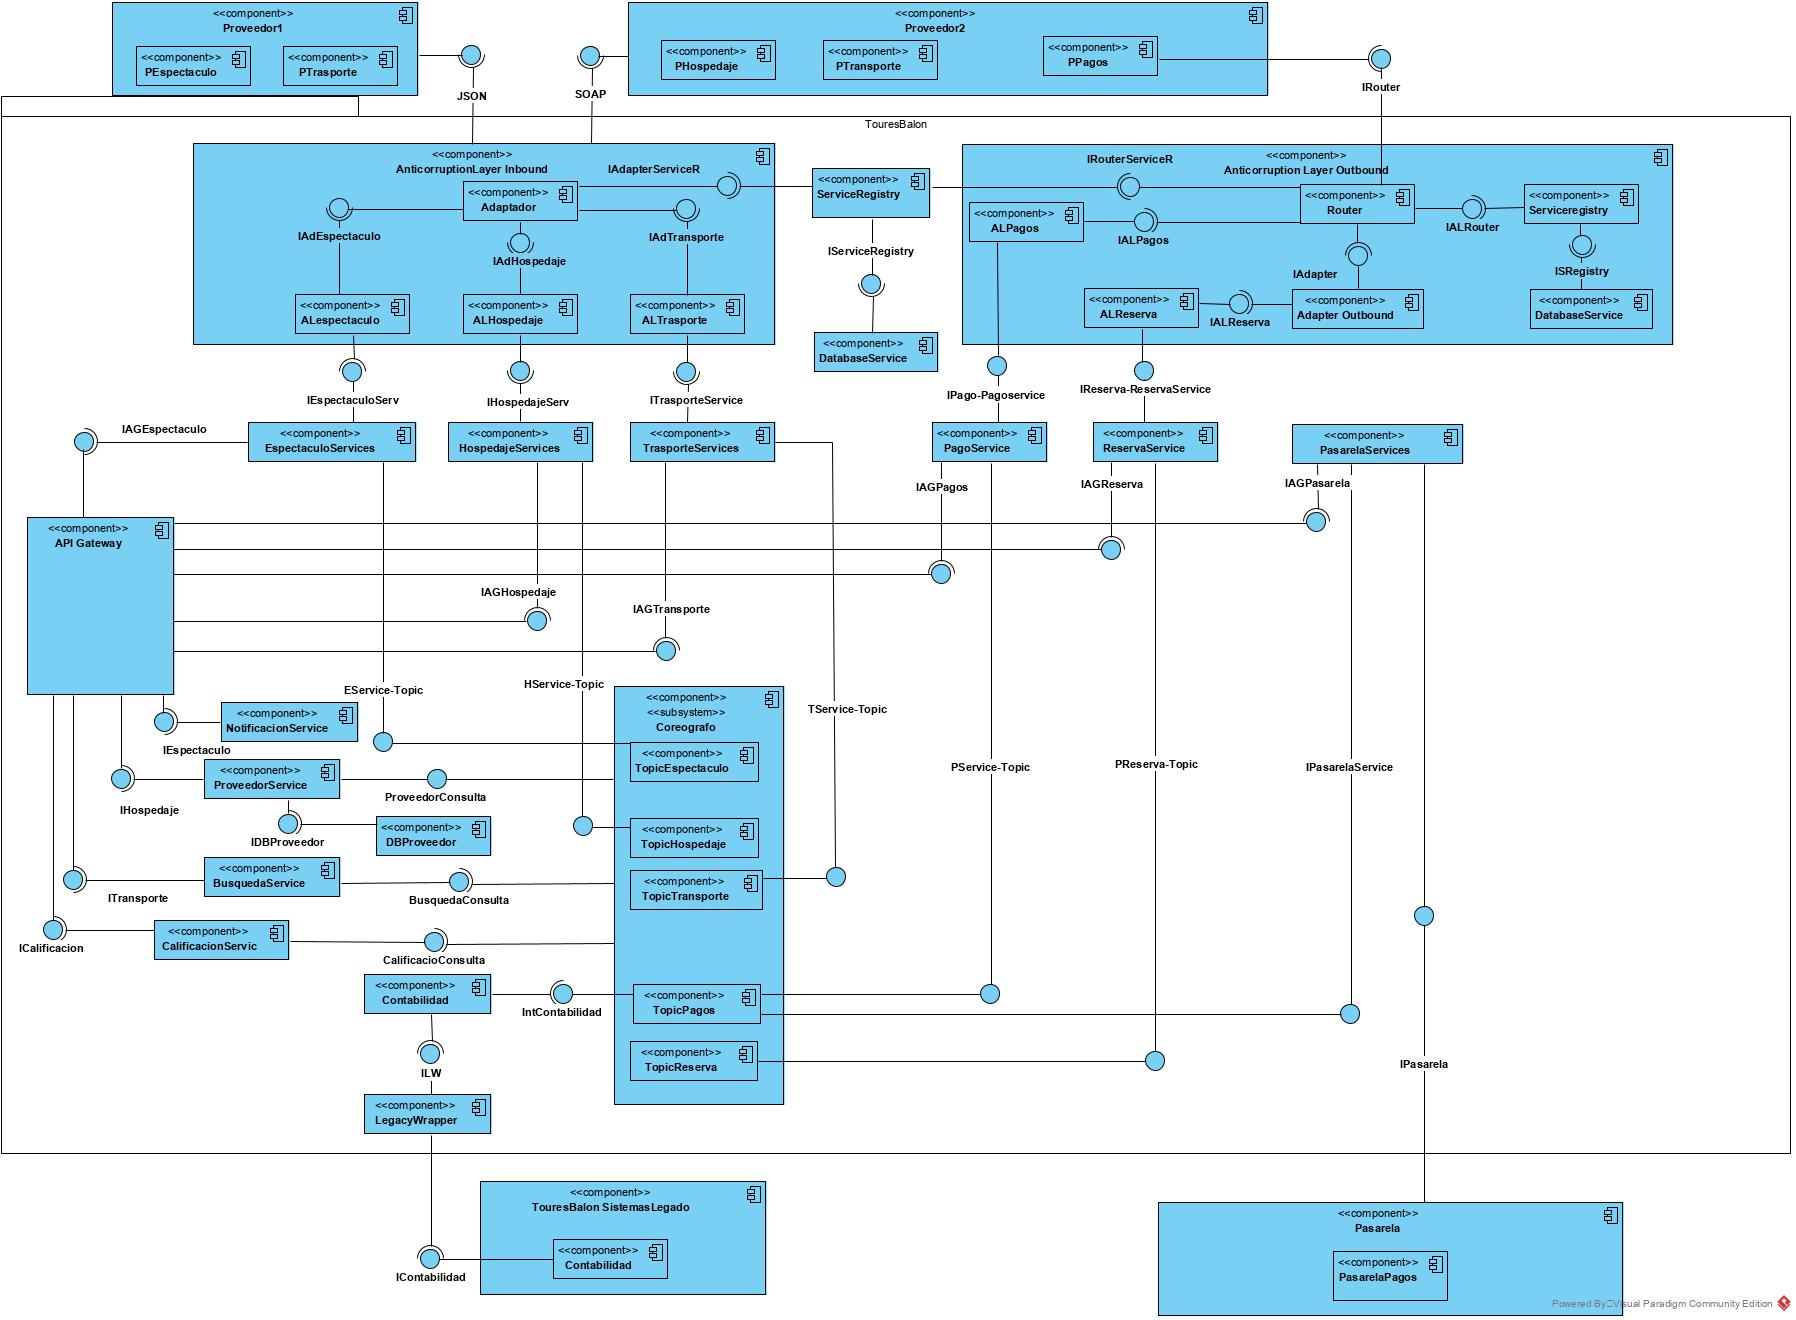 <<component>>
Proveedor1
<<component>>
PEspectaculo
<<component>>
PTrasporte
JSON
SOAP
<<component>>
Proveedor2
<<component>>
PHospedaje
<<component>>
PTransporte
<<component>>
PPagos
IRouter
TouresBalon
<<component>>
AnticorruptionLayer Inbound
<<component>>
Adaptador
IAdapterServiceR
IAdEspectaculo
IAdHospedaje
IAdTransporte
<<component>>
ALespectaculo
<<component>>
ALHospedaje
<<component>>
ALTrasporte
<<component>>
ServiceRegistry
IServiceRegistry
<<component>>
DatabaseService
IRouterServiceR
<<component>>
Anticorruption Layer Outbound
<<component>>
ALPagos
IALPagos
<<component>>
Router
IALRouter
<<component>>
Serviceregistry
IAdapter
ISRegistry
<<component>>
ALReserva
IALReserva
<<component>>
Adapter Outbound
<<component>>
DatabaseService
IEspectaculoServ
IHospedajeServ
ITrasporteService
IPago-Pagoservice
IReserva-ReservaService
IAGEspectaculo
<<component>>
EspectaculoServices
<<component>>
HospedajeServices
<<component>>
TrasporteServices
<<component>>
PagoService
<<component>>
ReservaService
<<component>>
PasarelaServices
IAGPagos
IAGReserva
IAGPasarela
<<component>>
API Gateway
IAGHospedaje
IAGTransporte
EService-Topic
HService-Topic
TService-Topic
PService-Topic
PReserva-Topic
IPasarelaService
<<component>>
<<subsystem>>
Coreografo
<<component>>
NotificacionService
IEspectaculo
<<component>>
TopicEspectaculo
<<component>>
ProveedorService
ProveedorConsulta
IHospedaje
IDBProveedor
<<component>>
DBProveedor
<<component>>
TopicHospedaje
<<component>>
BusquedaService
BusquedaConsulta
<<component>>
TopicTransporte
ITransporte
ICalificacion
<<component>>
CalificacionServic
CalificacioConsulta
<<component>>
Contabilidad
IntContabilidad
<<component>>
TopicPagos
ILW
<<component>>
TopicReserva
IPasarela
<<component>>
LegacyWrapper
<<component>>
TouresBalon SistemasLegado
<<component>>
Contabilidad
IContabilidad
<<component>>
Pasarela
<<component>>
PasarelaPagos
Powered By Visual Paradigm Community Edition